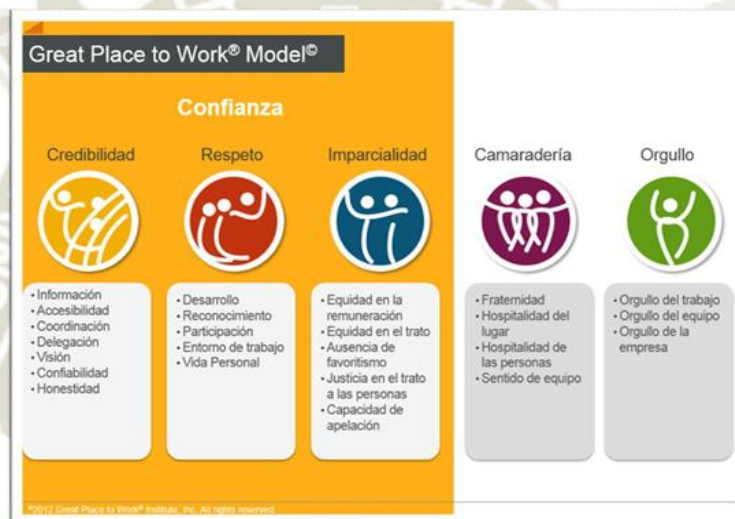 Great Place to Work® Model©
Confianza
Credibilidad
• Información
• Accesibilidad
• Coordinación
• Delegación
• Visión
• Confiabilidad
• Honestidad
Respeto
• Desarrollo
• Reconocimiento
• Participación
• Entorno de trabajo
• Vida Personal
Imparcialidad
• Equidad en la
remuneración
• Equidad en el trato
• Ausencia de
favoritismo
• Justicia en el trato
a las personas
• Capacidad de
apelación
Camaradería
• Fraternidad
• Hospitalidad del
lugar
• Hospitalidad de
las personas
• Sentido de equipo
Orgullo
• Orgullo del trabajo
• Orgullo del equipo
• Orgullo de la
empresa
©2012 Great Place to Work® Institute, Inc. All rights reserved.